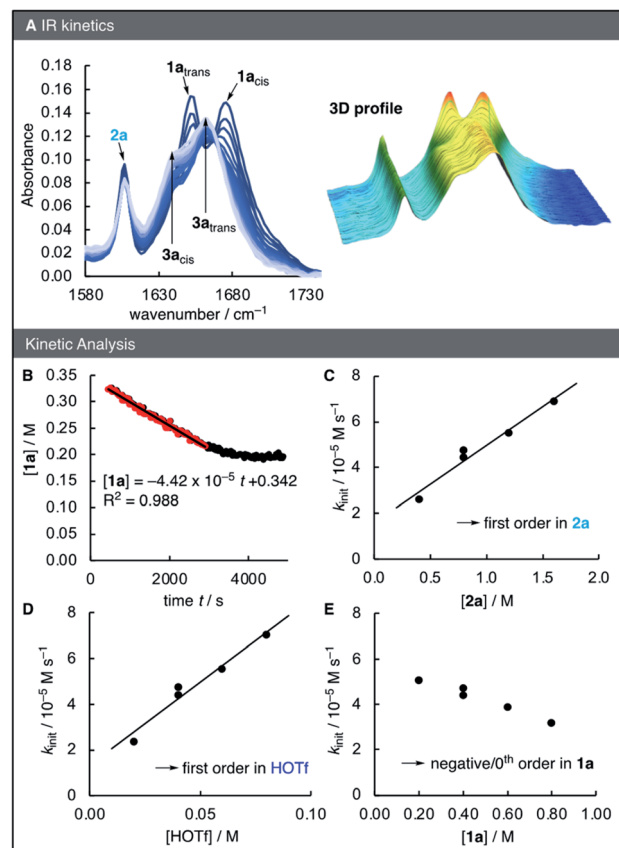 A IR kinetics
0.18
0.16
0.14
0.12
0.10
0.08
0.06
0.04
0.02
0.00
Absorbance
1atrans
1acis
2a
3atrans
3acis
1580 1630 1680 1730
wavenumber / cm⁻¹
3D profile
Kinetic Analysis
B
0.35
0.30
0.25
0.20
0.15
0.10
0.05
0.00
[1a] / M
[1a] = −4.42 x 10⁻⁵ t +0.342
R² = 0.988
0 2000 4000
time t / s
C
8
6
4
2
0
kinit / 10⁻⁵ M s⁻¹
→ first order in 2a
0.0 0.5 1.0 1.5 2.0
[2a] / M
D
8
6
4
2
0
kinit / 10⁻⁵ M s⁻¹
→ first order in HOTf
0.00 0.05 0.10
[HOTf] / M
E
8
6
4
2
0
kinit / 10⁻⁵ M s⁻¹
→ negative/0ᵗʰ order in 1a
0.00 0.20 0.40 0.60 0.80 1.00
[1a] / M